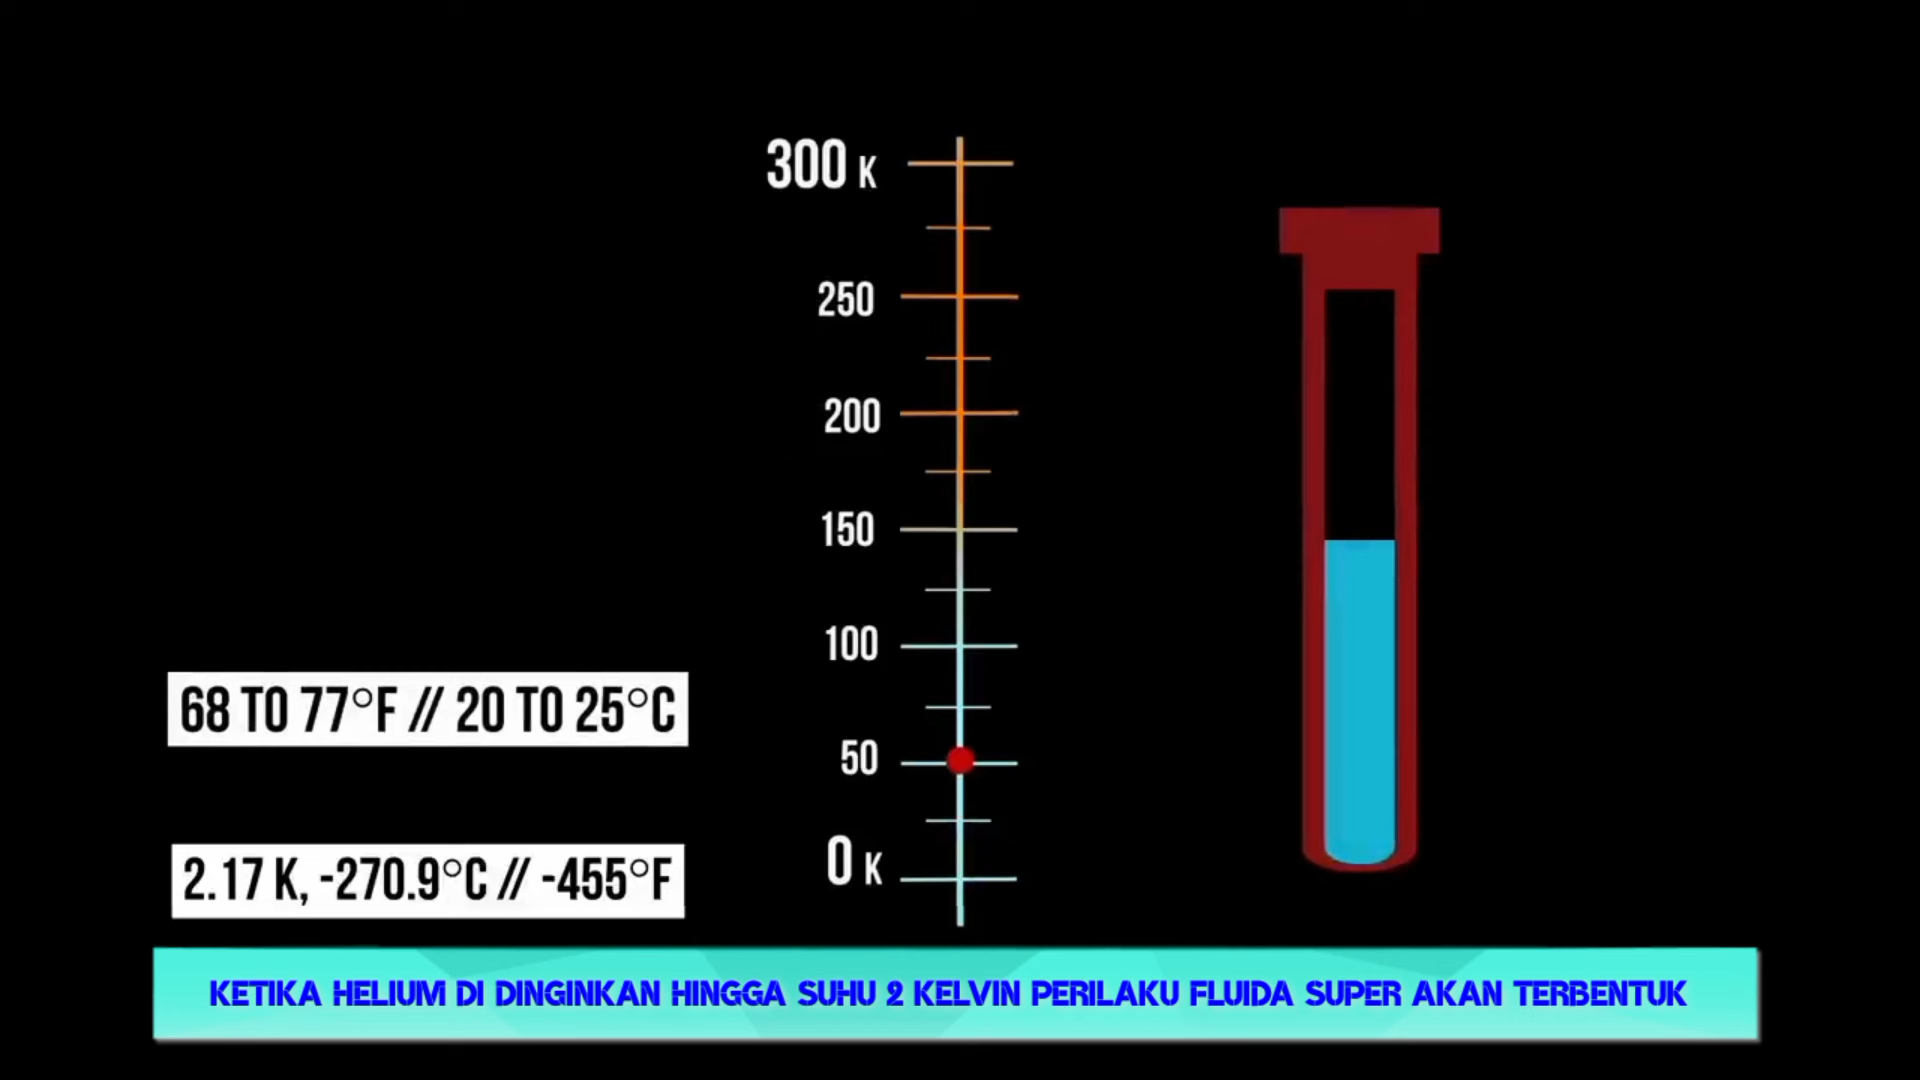 300 K
250
200
150
100
68 TO 77°F // 20 TO 25°C
50
0 K
2.17 K, -270.9°C // -455°F
KETIKA HELIUM DI DINGINKAN HINGGA SUHU 2 KELVIN PERILAKU FLUIDA SUPER AKAN TERBENTUK